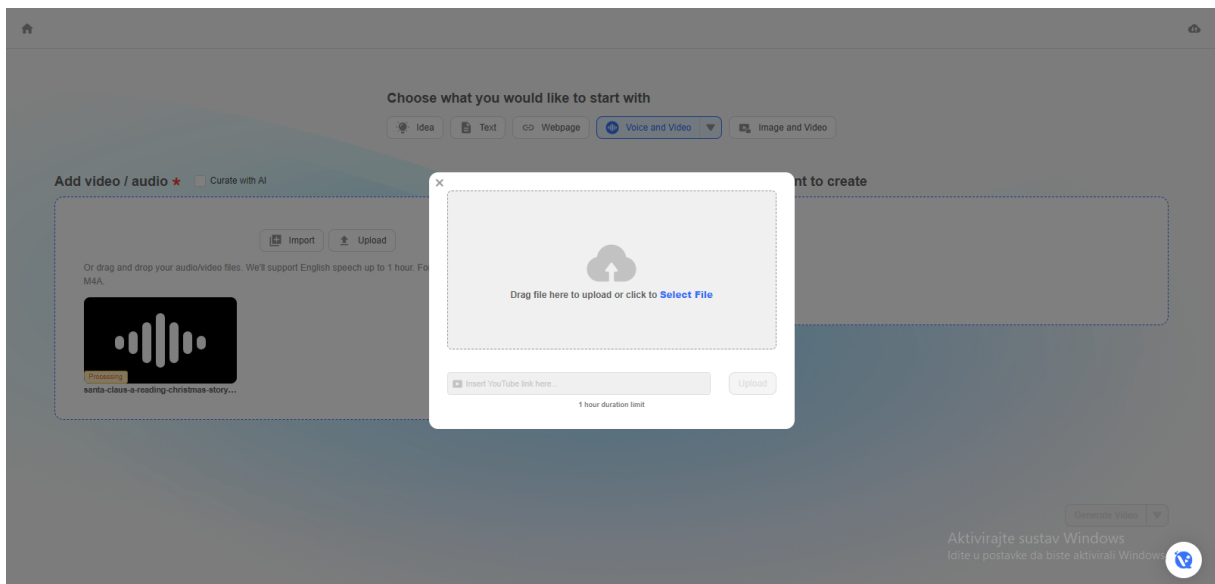 Choose what you would like to start with
Idea
Text
Webpage
Voice and Video
Image and Video
Add video / audio *
Curate with AI
nt to create
Import
Upload
Or drag and drop your audio/video files. We'll support English speech up to 1 hour. Fo
M4A.
Processing
santa-claus-a-reading-christmas-story...
Drag file here to upload or click to Select File
Insert YouTube link here...
Upload
1 hour duration limit
Generate Video
Aktivirajte sustav Windows
Idite u postavke da biste aktivirali Windows